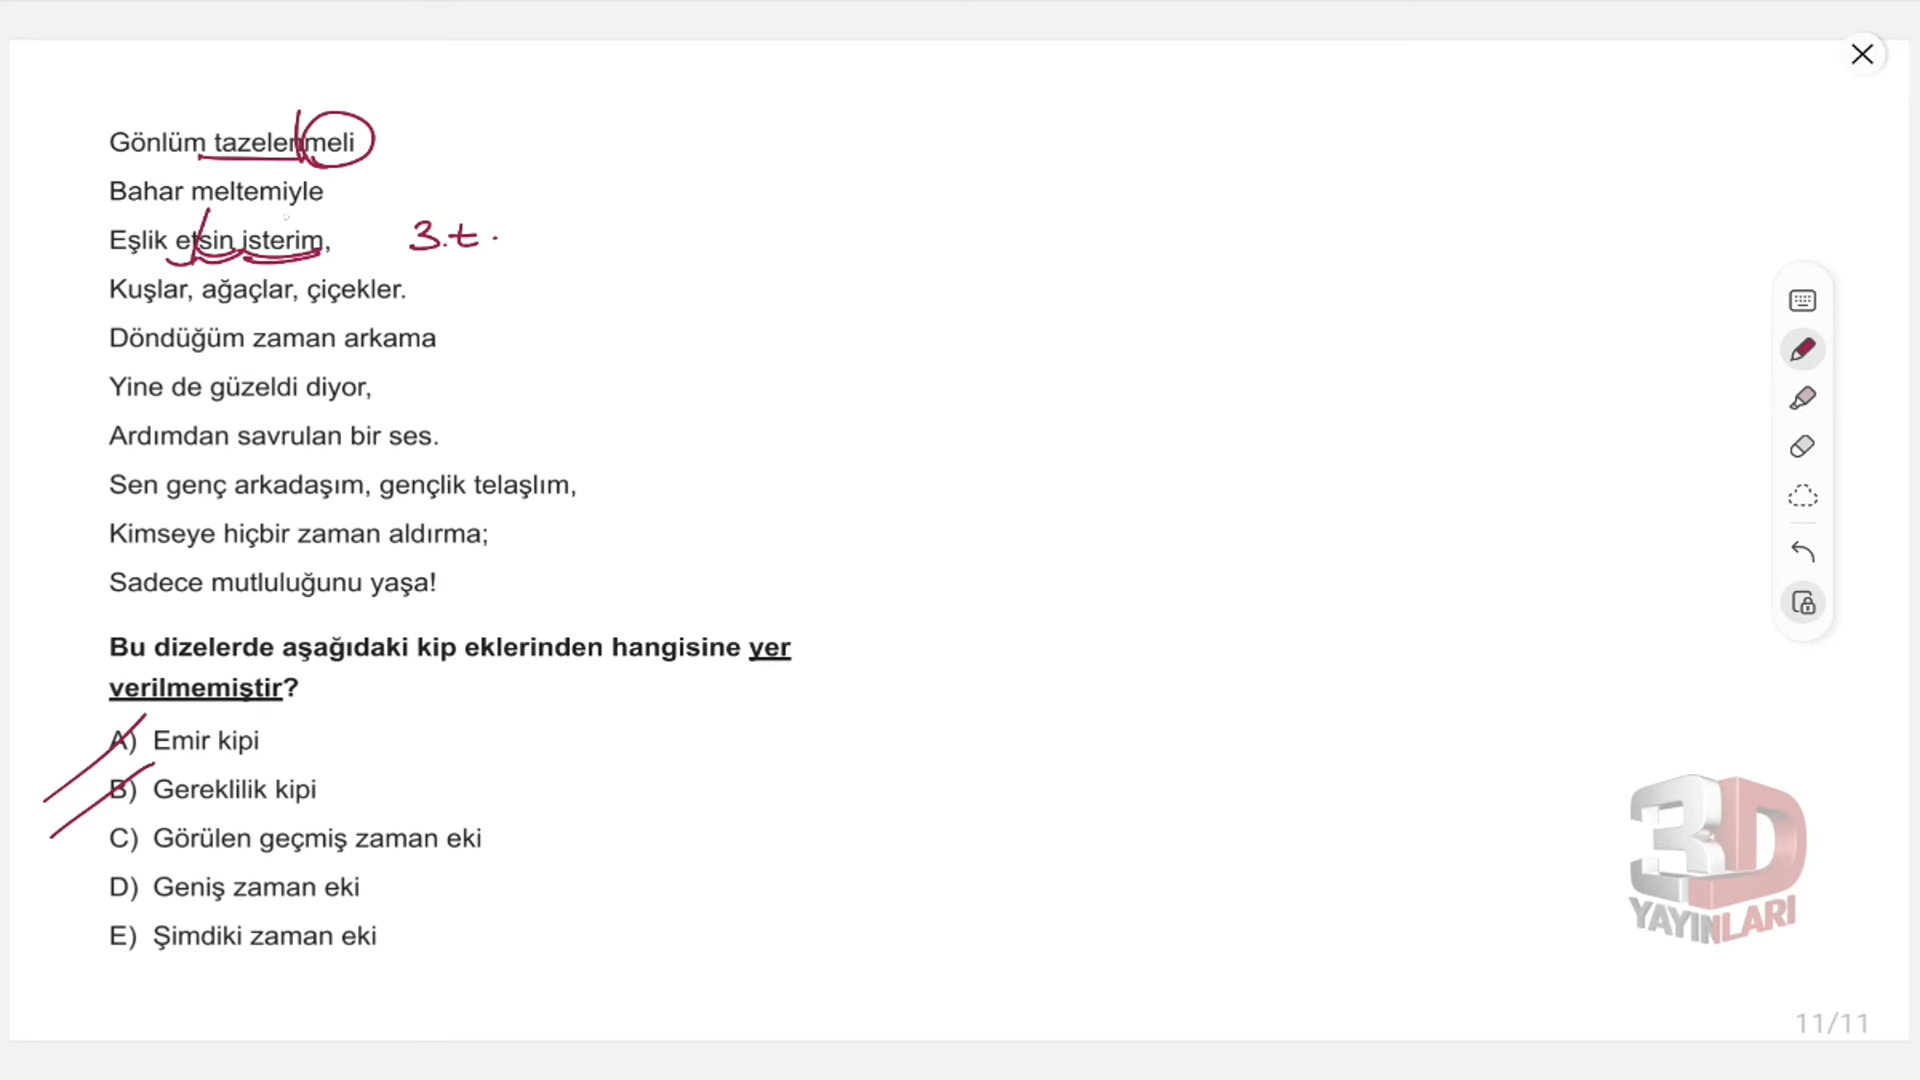 Gönlüm tazelenmeli
Bahar meltemiyle
Eşlik etsin isterim, 3.t.
Kuşlar, ağaçlar, çiçekler.
Döndüğüm zaman arkama
Yine de güzeldi diyor,
Ardımdan savrulan bir ses.
Sen genç arkadaşım, gençlik telaşlım,
Kimseye hiçbir zaman aldırma;
Sadece mutluluğunu yaşa!
Bu dizelerde aşağıdaki kip eklerinden hangisine yer
verilmemiştir?
A) Emir kipi
B) Gereklilik kipi
C) Görülen geçmiş zaman eki
D) Geniş zaman eki
E) Şimdiki zaman eki
3D
YAYINLARI
11/11